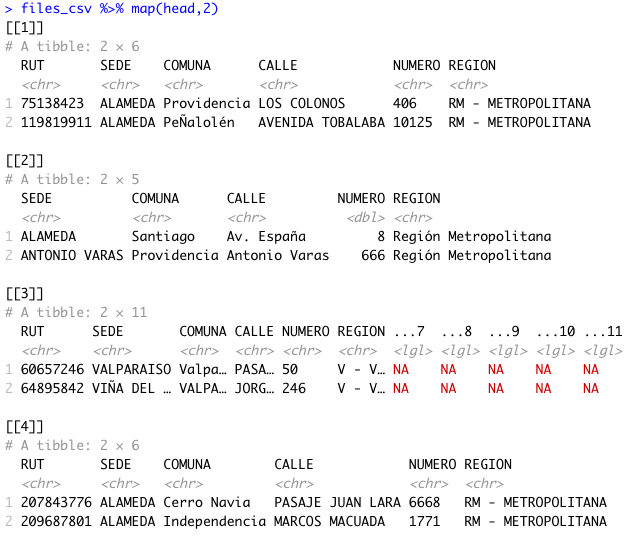 > files_csv %>% map(head,2)
[[1]]
# A tibble: 2 × 6
RUT SEDE COMUNA CALLE NUMERO REGION
<chr> <chr> <chr> <chr> <chr> <chr>
1 75138423 ALAMEDA Providencia LOS COLONOS 406 RM - METROPOLITANA
2 119819911 ALAMEDA PeÑalolén AVENIDA TOBALABA 10125 RM - METROPOLITANA
[[2]]
# A tibble: 2 × 5
SEDE COMUNA CALLE NUMERO REGION
<chr> <chr> <chr> <dbl> <chr>
1 ALAMEDA Santiago Av. España 8 Región Metropolitana
2 ANTONIO VARAS Providencia Antonio Varas 666 Región Metropolitana
[[3]]
# A tibble: 2 × 11
RUT SEDE COMUNA CALLE NUMERO REGION ...7 ...8 ...9 ...10 ...11
<chr> <chr> <chr> <chr> <chr> <chr> <lgl> <lgl> <lgl> <lgl> <lgl>
1 60657246 VALPARAISO Valpa… PASA… 50 V - V… NA NA NA NA NA
2 64895842 VIÑA DEL … VALPA… JORG… 246 V - V… NA NA NA NA NA
[[4]]
# A tibble: 2 × 6
RUT SEDE COMUNA CALLE NUMERO REGION
<chr> <chr> <chr> <chr> <chr> <chr>
1 207843776 ALAMEDA Cerro Navia PASAJE JUAN LARA 6668 RM - METROPOLITANA
2 209687801 ALAMEDA Independencia MARCOS MACUADA 1771 RM - METROPOLITANA